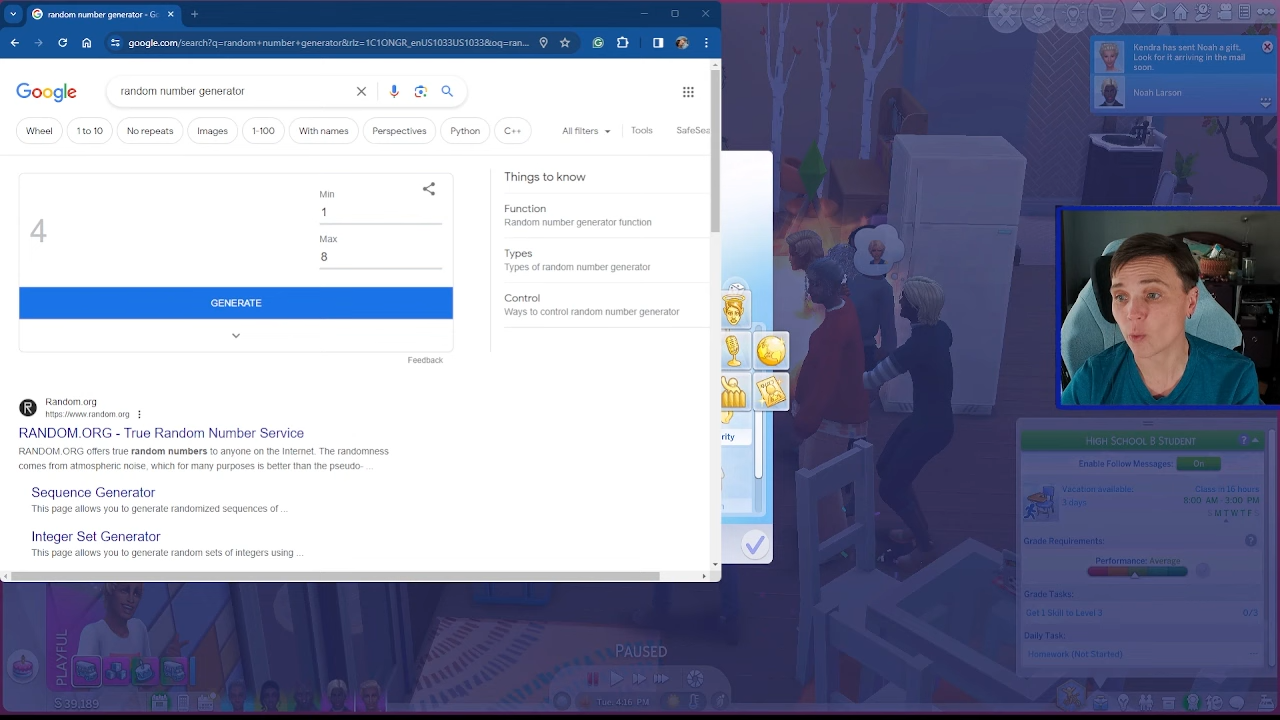 random number generator - Go
google.com/search?q=random+number+generator&rlz=1C1ONGR_enUS1033US1033&oq=ran...
Google
random number generator
Wheel
1 to 10
No repeats
Images
1-100
With names
Perspectives
Python
C++
All filters
Tools
SafeSea
4
Min
1
Max
8
GENERATE
Feedback
Things to know
Function
Random number generator function
Types
Types of random number generator
Control
Ways to control random number generator
Random.org
https://www.random.org
RANDOM.ORG - True Random Number Service
RANDOM.ORG offers true random numbers to anyone on the Internet. The randomness
comes from atmospheric noise, which for many purposes is better than the pseudo- ...
Sequence Generator
This page allows you to generate randomized sequences of ...
Integer Set Generator
This page allows you to generate random sets of integers using ...
rity
Kendra has sent Noah a gift.
Look for it arriving in the mail
soon.
Noah Larson
HIGH SCHOOL B STUDENT
?
Enable Follow Messages:
On
Vacation available:
3 days
Class in 16 hours
8:00 AM - 3:00 PM
S M T W T F S
Grade Requirements:
?
Performance: Average
Grade Tasks:
Get 1 Skill to Level 3
0/3
Daily Task:
Homework (Not Started)
PLAYFUL
§39,189
PAUSED
Tue. 4:16 PM